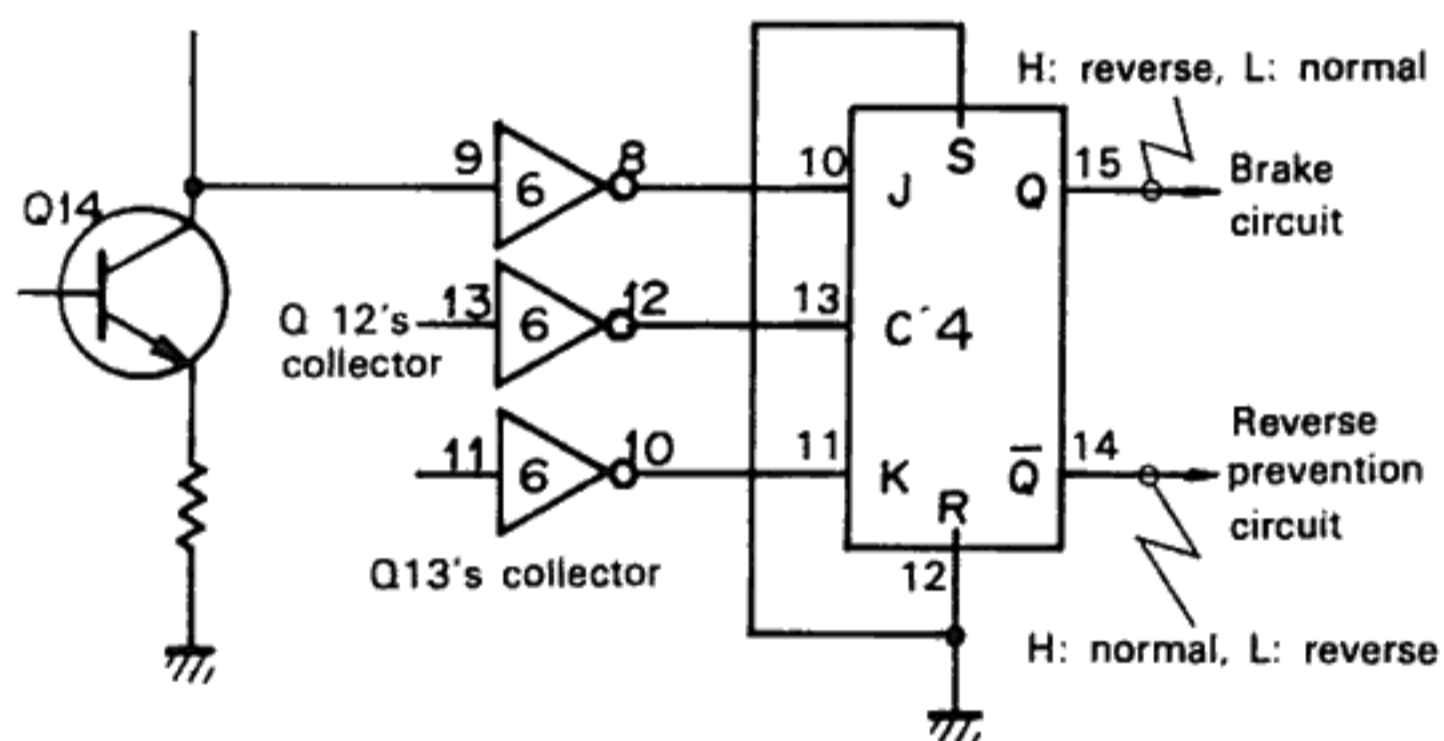 H: reverse, L: normal
Q14
9
6
8
10
J
S
Q
15
Brake
circuit
Q 12's
collector
13
6
12
13
C 4
11
6
10
11
K
R
Q̅
14
Reverse
prevention
circuit
Q13's collector
12
H: normal, L: reverse